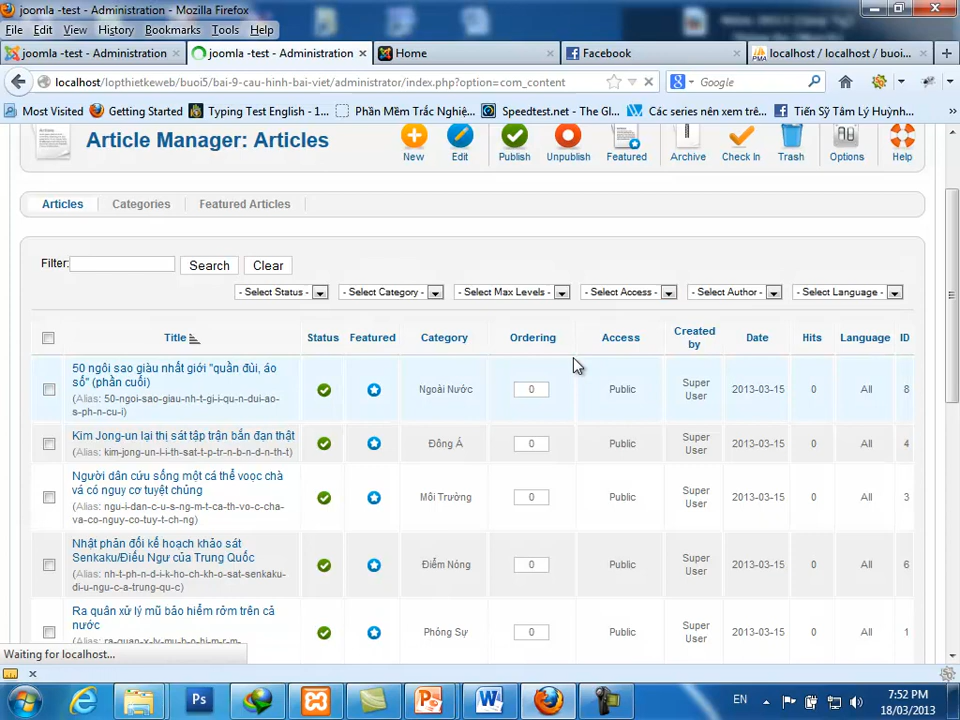 joomla -test - Administration - Mozilla Firefox
File Edit View History Bookmarks Tools Help
joomla -test - Administration × joomla -test - Administration × Home × Facebook × localhost / localhost / buoi... × +
localhost/lopthietkeweb/buoi5/bai-9-cau-hinh-bai-viet/administrator/index.php?option=com_content Google
Most Visited Getting Started Typing Test English - 1... Phần Mềm Trắc Nghiệ... Speedtest.net - The Gl... Các series nên xem trê... Tiến Sỹ Tâm Lý Huỳnh... »
Article Manager: Articles
New Edit Publish Unpublish Featured Archive Check In Trash Options Help
Articles Categories Featured Articles
Filter: Search Clear
- Select Status - - Select Category - - Select Max Levels - - Select Access - - Select Author - - Select Language -
Title Status Featured Category Ordering Access Created by Date Hits Language ID
50 ngôi sao giàu nhất giới "quần đùi, áo
số" (phần cuối)
(Alias: 50-ngoi-sao-giau-nht-gi-i-qu-n-dui-ao-
s-ph-n-cu-i)
Ngoài Nước 0 Public Super User 2013-03-15 0 All 8
Kim Jong-un lại thị sát tập trận bắn đạn thật
(Alias: kim-jong-un-l-i-th-sat-t-p-tr-n-b-n-d-n-th-t)
Đông Á 0 Public Super User 2013-03-15 0 All 4
Người dân cứu sống một cá thể voọc chà
vá có nguy cơ tuyệt chủng
(Alias: ngu-i-dan-c-u-s-ng-m-t-ca-th-vo-c-cha-
va-co-nguy-co-tuy-t-ch-ng)
Môi Trường 0 Public Super User 2013-03-15 0 All 3
Nhật phản đối kế hoạch khảo sát
Senkaku/Điếu Ngư của Trung Quốc
(Alias: nh-t-ph-n-d-i-k-ho-ch-kh-o-sat-senkaku-
di-u-ngu-c-a-trung-qu-c)
Điểm Nóng 0 Public Super User 2013-03-15 0 All 6
Ra quân xử lý mũ bảo hiểm rởm trên cả
nước
(Alias: ra-quan-x-ly-mu-b-o-hi-m-r-m-
Phóng Sự 0 Public Super User 2013-03-15 0 All 1
Waiting for localhost...
×
EN 7:52 PM
18/03/2013